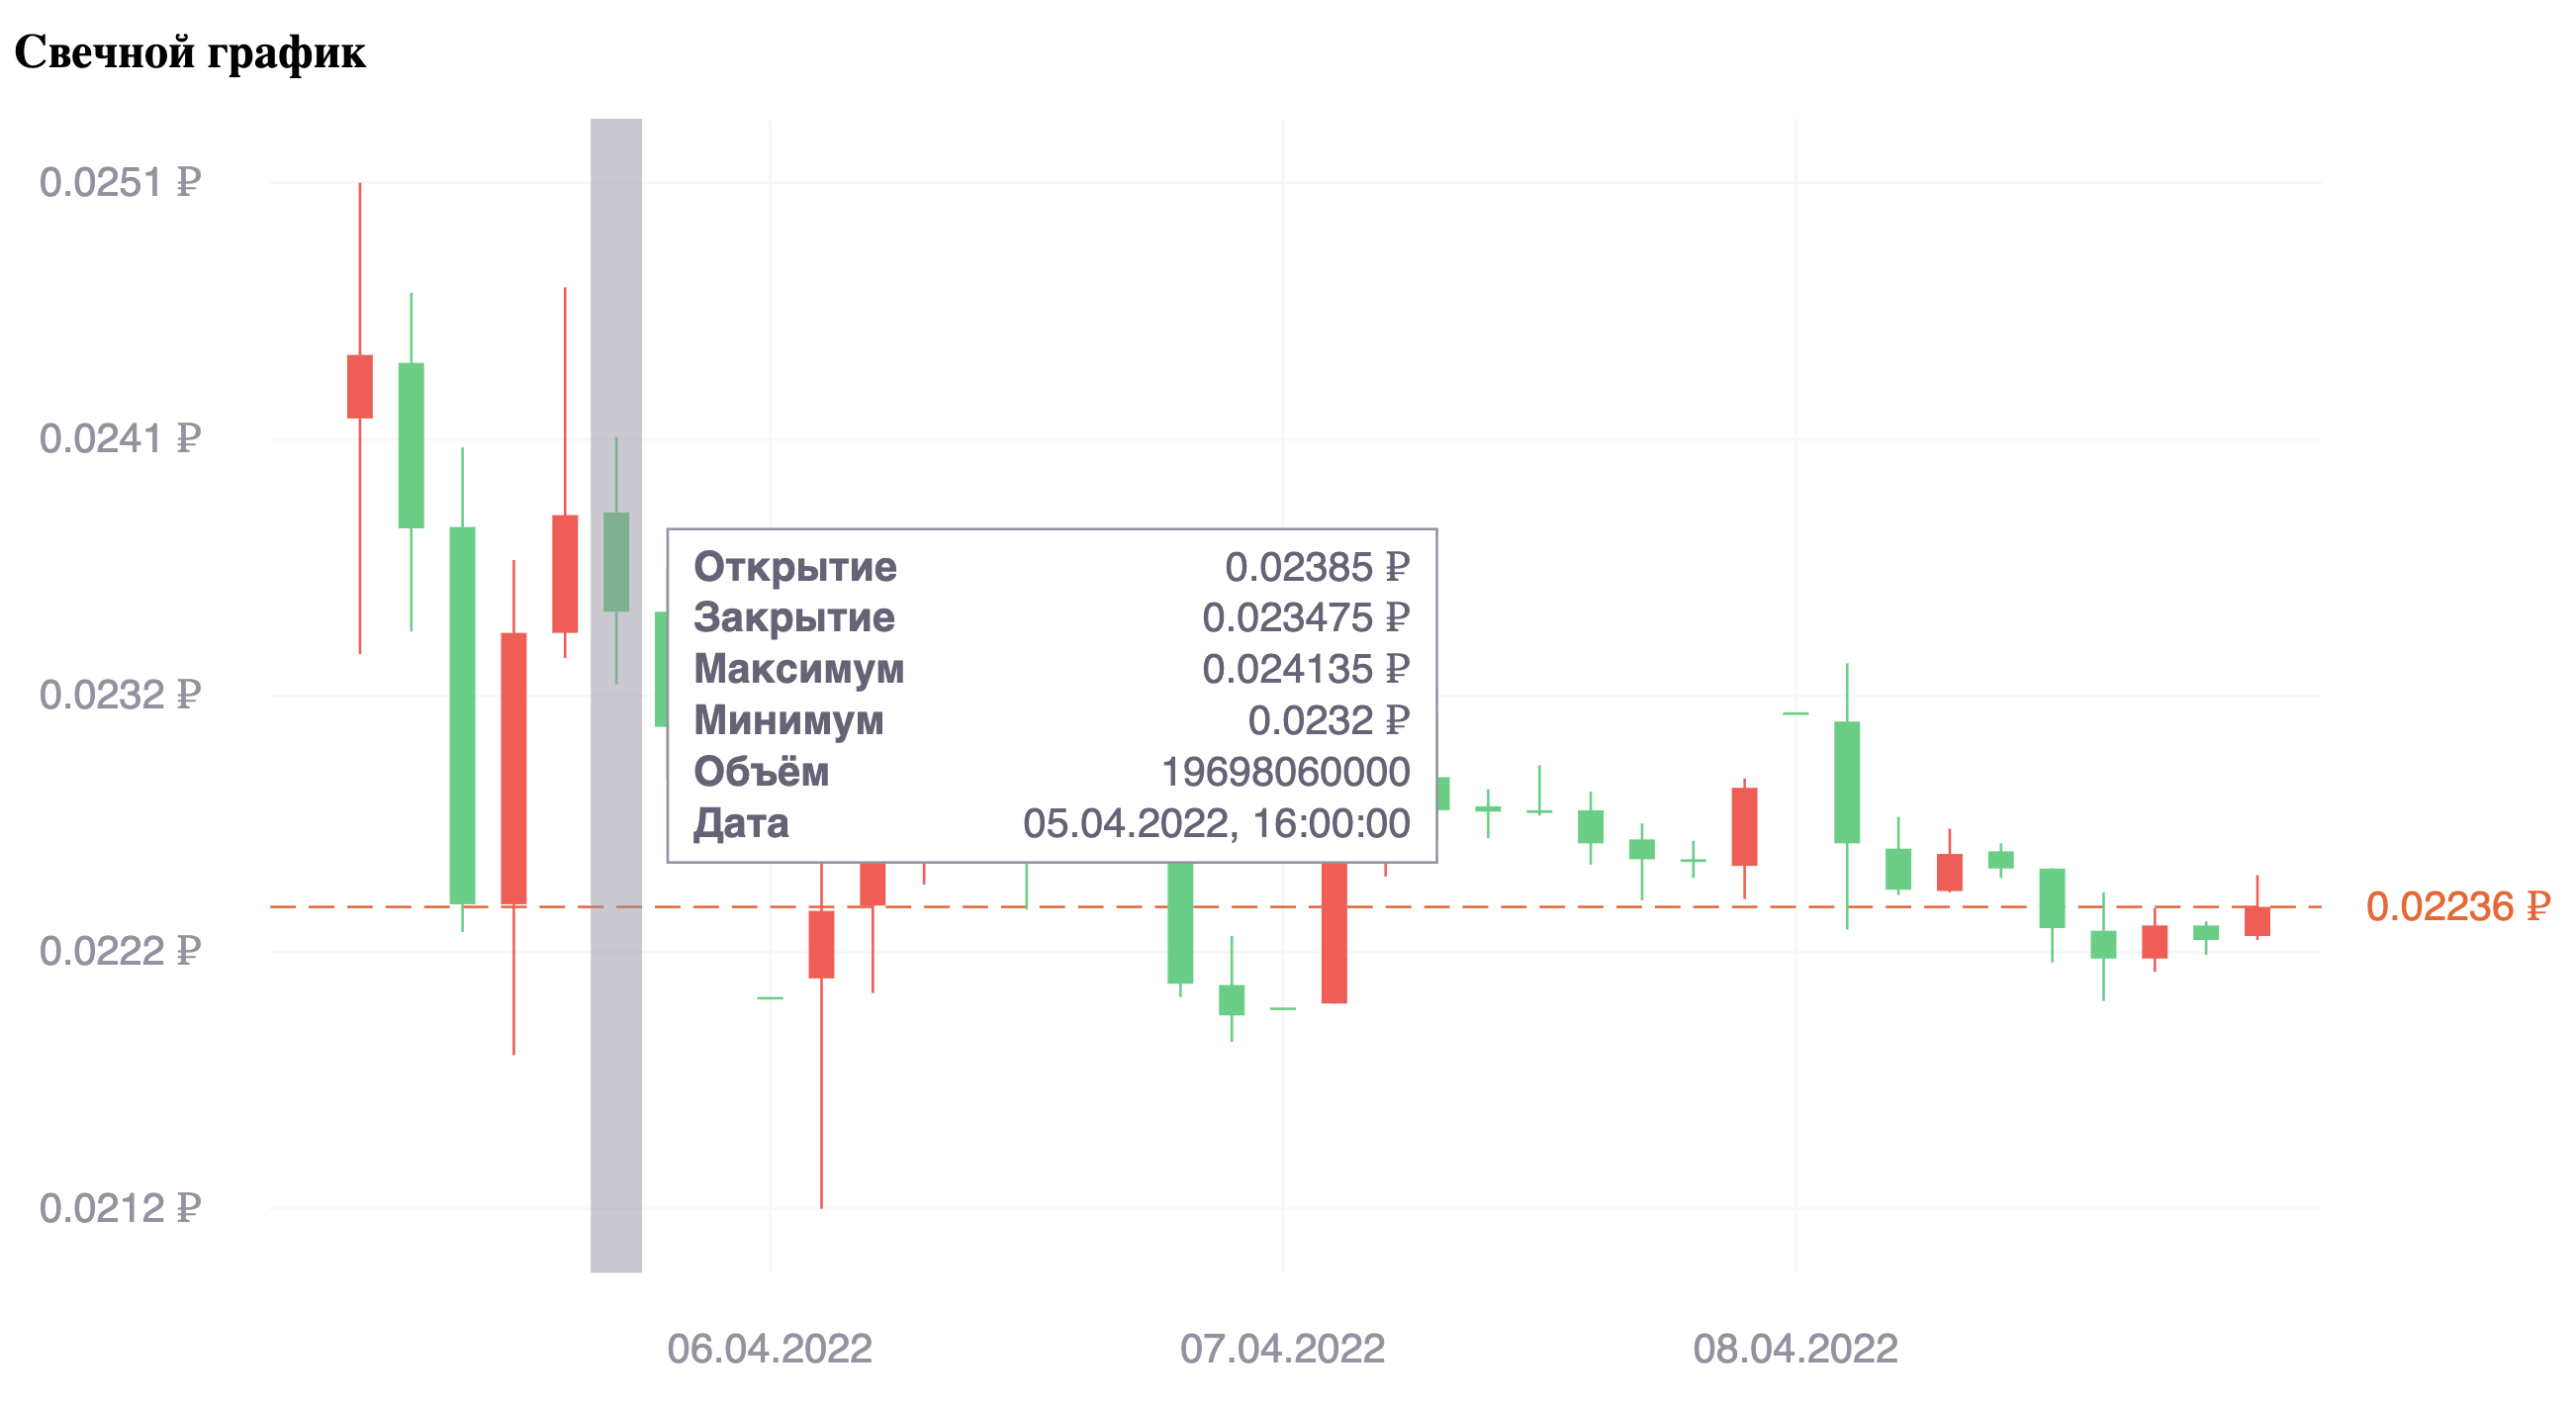 Свечной график
0.0251 ₽
0.0241 ₽
0.0232 ₽
0.0222 ₽
0.0212 ₽
Открытие 0.02385 ₽
Закрытие 0.023475 ₽
Максимум 0.024135 ₽
Минимум 0.0232 ₽
Объём 19698060000
Дата 05.04.2022, 16:00:00
0.02236 ₽
06.04.2022 07.04.2022 08.04.2022